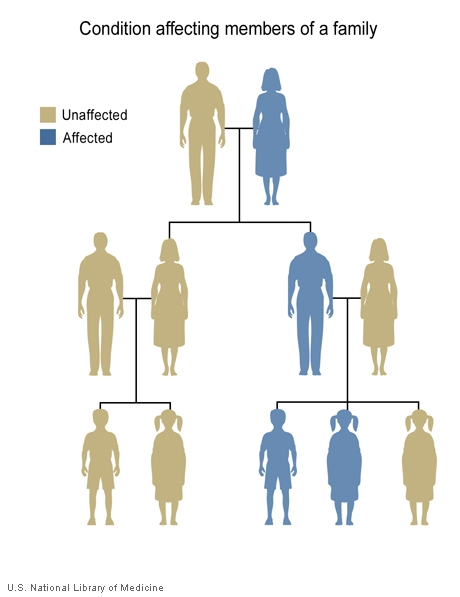 Condition affecting members of a family
Unaffected
Affected
U.S. National Library of Medicine